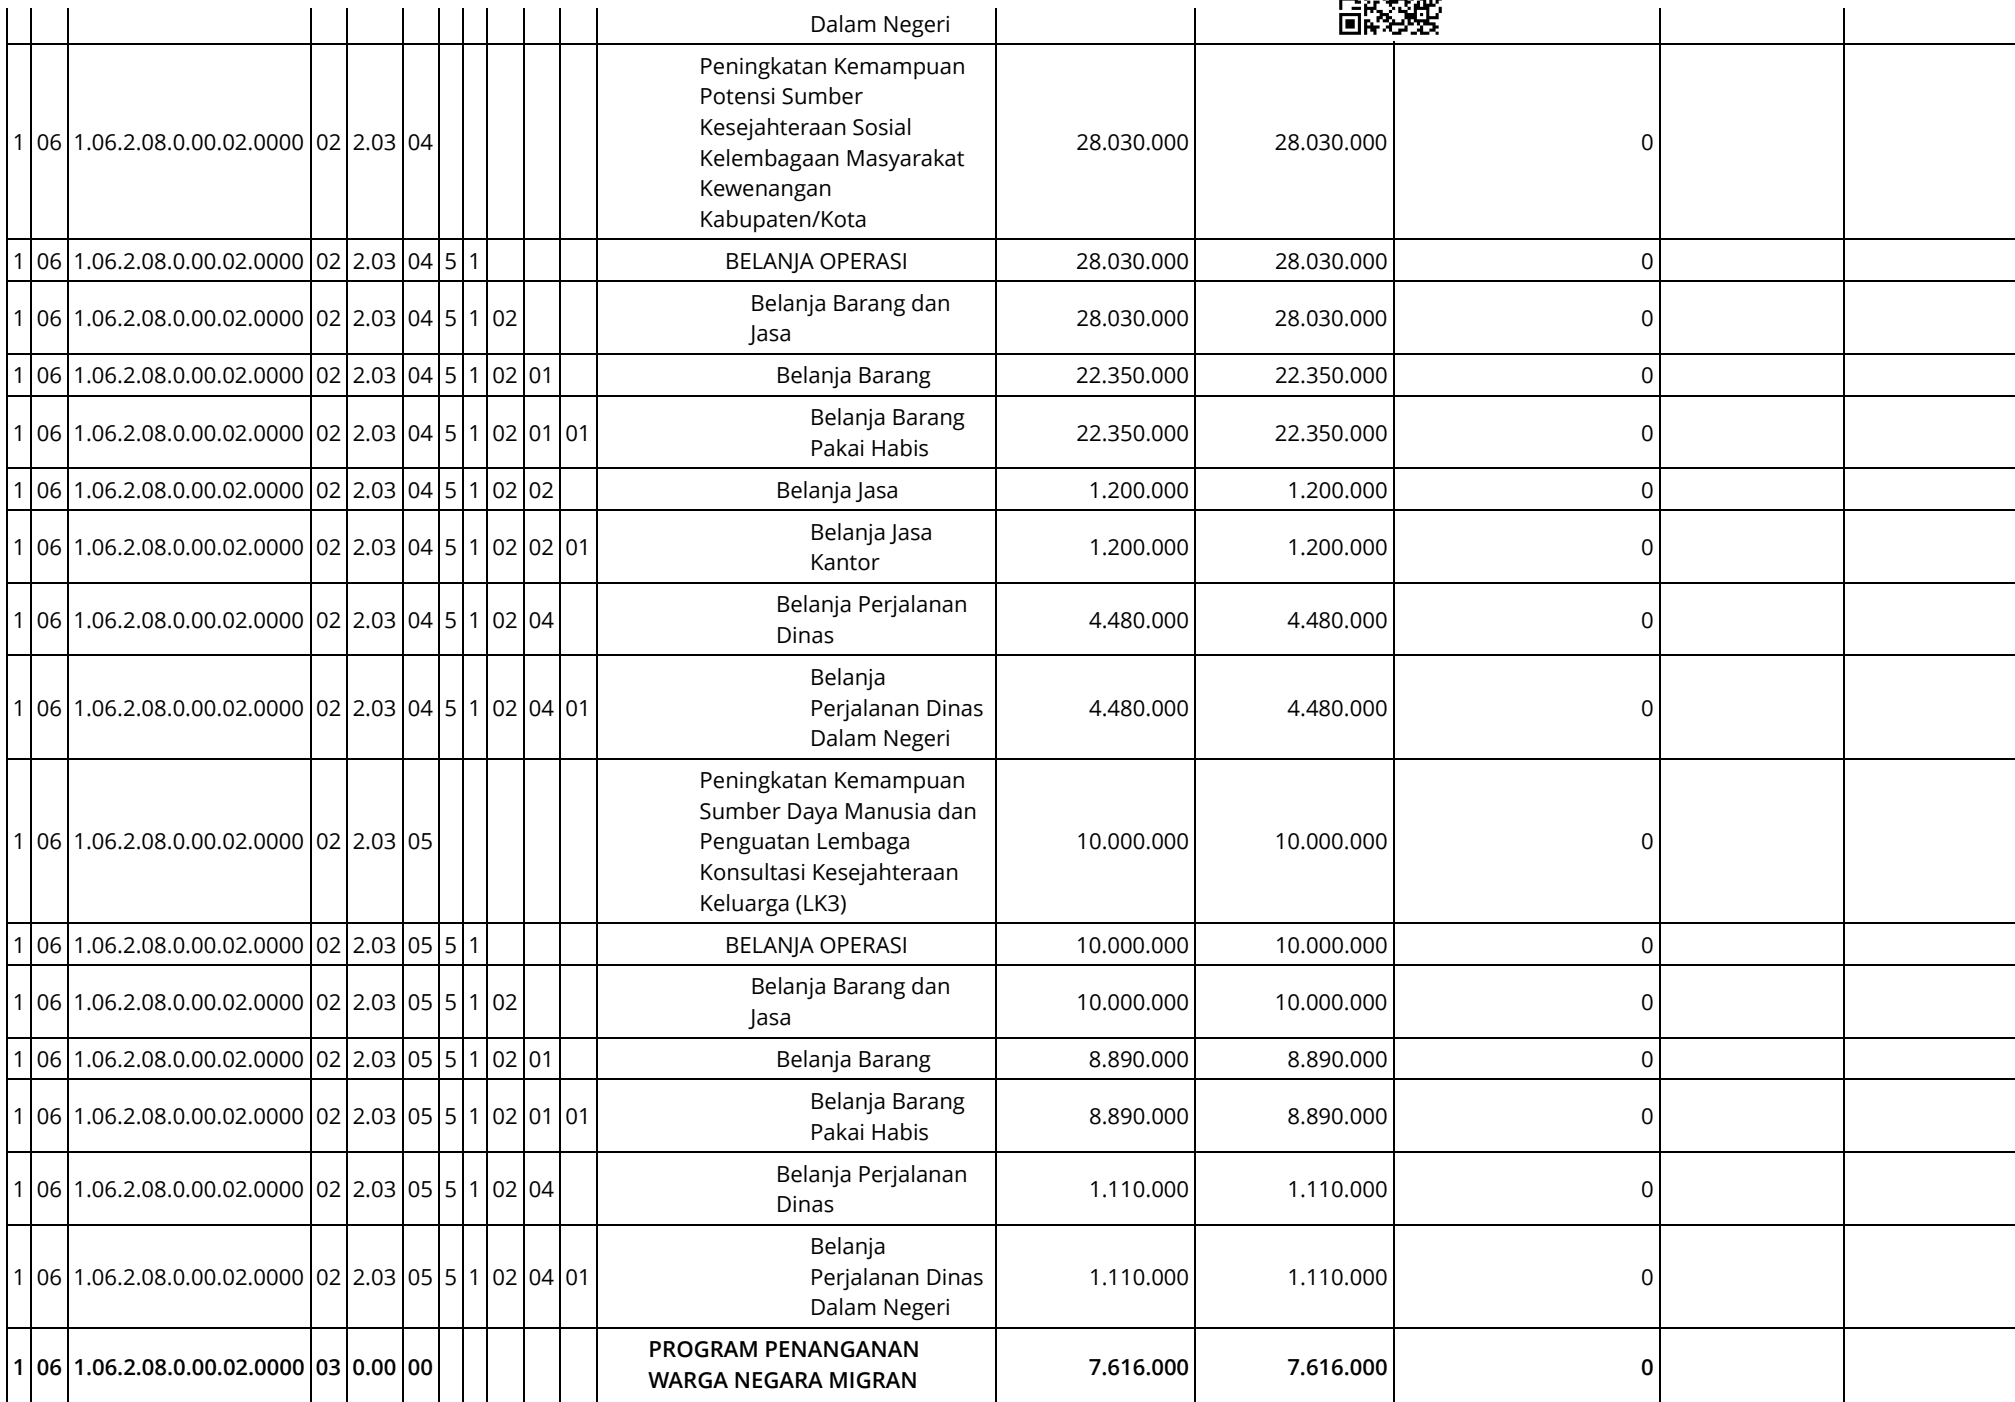 Dalam Negeri
1 06 1.06.2.08.0.00.02.0000 02 2.03 04 Peningkatan Kemampuan Potensi Sumber Kesejahteraan Sosial Kelembagaan Masyarakat Kewenangan Kabupaten/Kota 28.030.000 28.030.000 0
1 06 1.06.2.08.0.00.02.0000 02 2.03 04 5 1 BELANJA OPERASI 28.030.000 28.030.000 0
1 06 1.06.2.08.0.00.02.0000 02 2.03 04 5 1 02 Belanja Barang dan Jasa 28.030.000 28.030.000 0
1 06 1.06.2.08.0.00.02.0000 02 2.03 04 5 1 02 01 Belanja Barang 22.350.000 22.350.000 0
1 06 1.06.2.08.0.00.02.0000 02 2.03 04 5 1 02 01 01 Belanja Barang Pakai Habis 22.350.000 22.350.000 0
1 06 1.06.2.08.0.00.02.0000 02 2.03 04 5 1 02 02 Belanja Jasa 1.200.000 1.200.000 0
1 06 1.06.2.08.0.00.02.0000 02 2.03 04 5 1 02 02 01 Belanja Jasa Kantor 1.200.000 1.200.000 0
1 06 1.06.2.08.0.00.02.0000 02 2.03 04 5 1 02 04 Belanja Perjalanan Dinas 4.480.000 4.480.000 0
1 06 1.06.2.08.0.00.02.0000 02 2.03 04 5 1 02 04 01 Belanja Perjalanan Dinas Dalam Negeri 4.480.000 4.480.000 0
1 06 1.06.2.08.0.00.02.0000 02 2.03 05 Peningkatan Kemampuan Sumber Daya Manusia dan Penguatan Lembaga Konsultasi Kesejahteraan Keluarga (LK3) 10.000.000 10.000.000 0
1 06 1.06.2.08.0.00.02.0000 02 2.03 05 5 1 BELANJA OPERASI 10.000.000 10.000.000 0
1 06 1.06.2.08.0.00.02.0000 02 2.03 05 5 1 02 Belanja Barang dan Jasa 10.000.000 10.000.000 0
1 06 1.06.2.08.0.00.02.0000 02 2.03 05 5 1 02 01 Belanja Barang 8.890.000 8.890.000 0
1 06 1.06.2.08.0.00.02.0000 02 2.03 05 5 1 02 01 01 Belanja Barang Pakai Habis 8.890.000 8.890.000 0
1 06 1.06.2.08.0.00.02.0000 02 2.03 05 5 1 02 04 Belanja Perjalanan Dinas 1.110.000 1.110.000 0
1 06 1.06.2.08.0.00.02.0000 02 2.03 05 5 1 02 04 01 Belanja Perjalanan Dinas Dalam Negeri 1.110.000 1.110.000 0
1 06 1.06.2.08.0.00.02.0000 03 0.00 00 PROGRAM PENANGANAN WARGA NEGARA MIGRAN 7.616.000 7.616.000 0